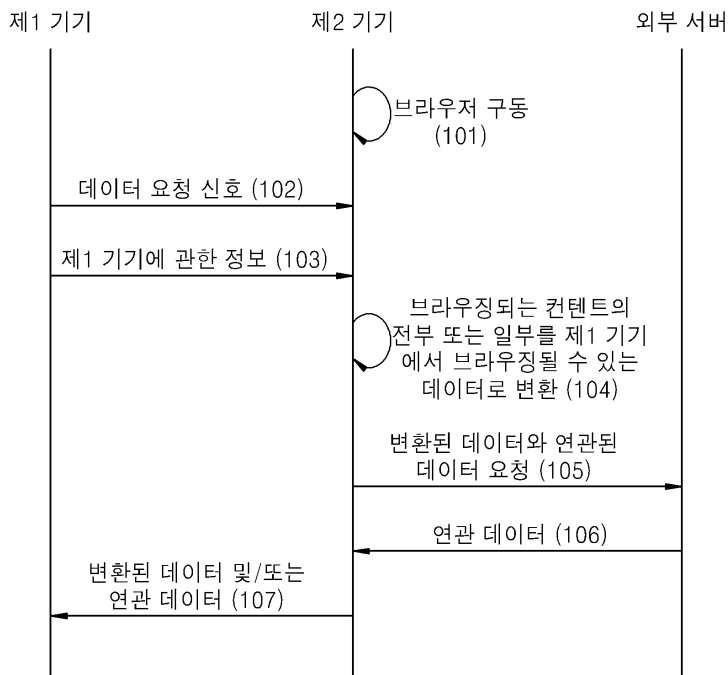 제1 기기
제2 기기
외부 서버
브라우저 구동
(101)
데이터 요청 신호 (102)
제1 기기에 관한 정보 (103)
브라우징되는 컨텐트의
전부 또는 일부를 제1 기기
에서 브라우징될 수 있는
데이터로 변환 (104)
변환된 데이터와 연관된
데이터 요청 (105)
연관 데이터 (106)
변환된 데이터 및/또는
연관 데이터 (107)